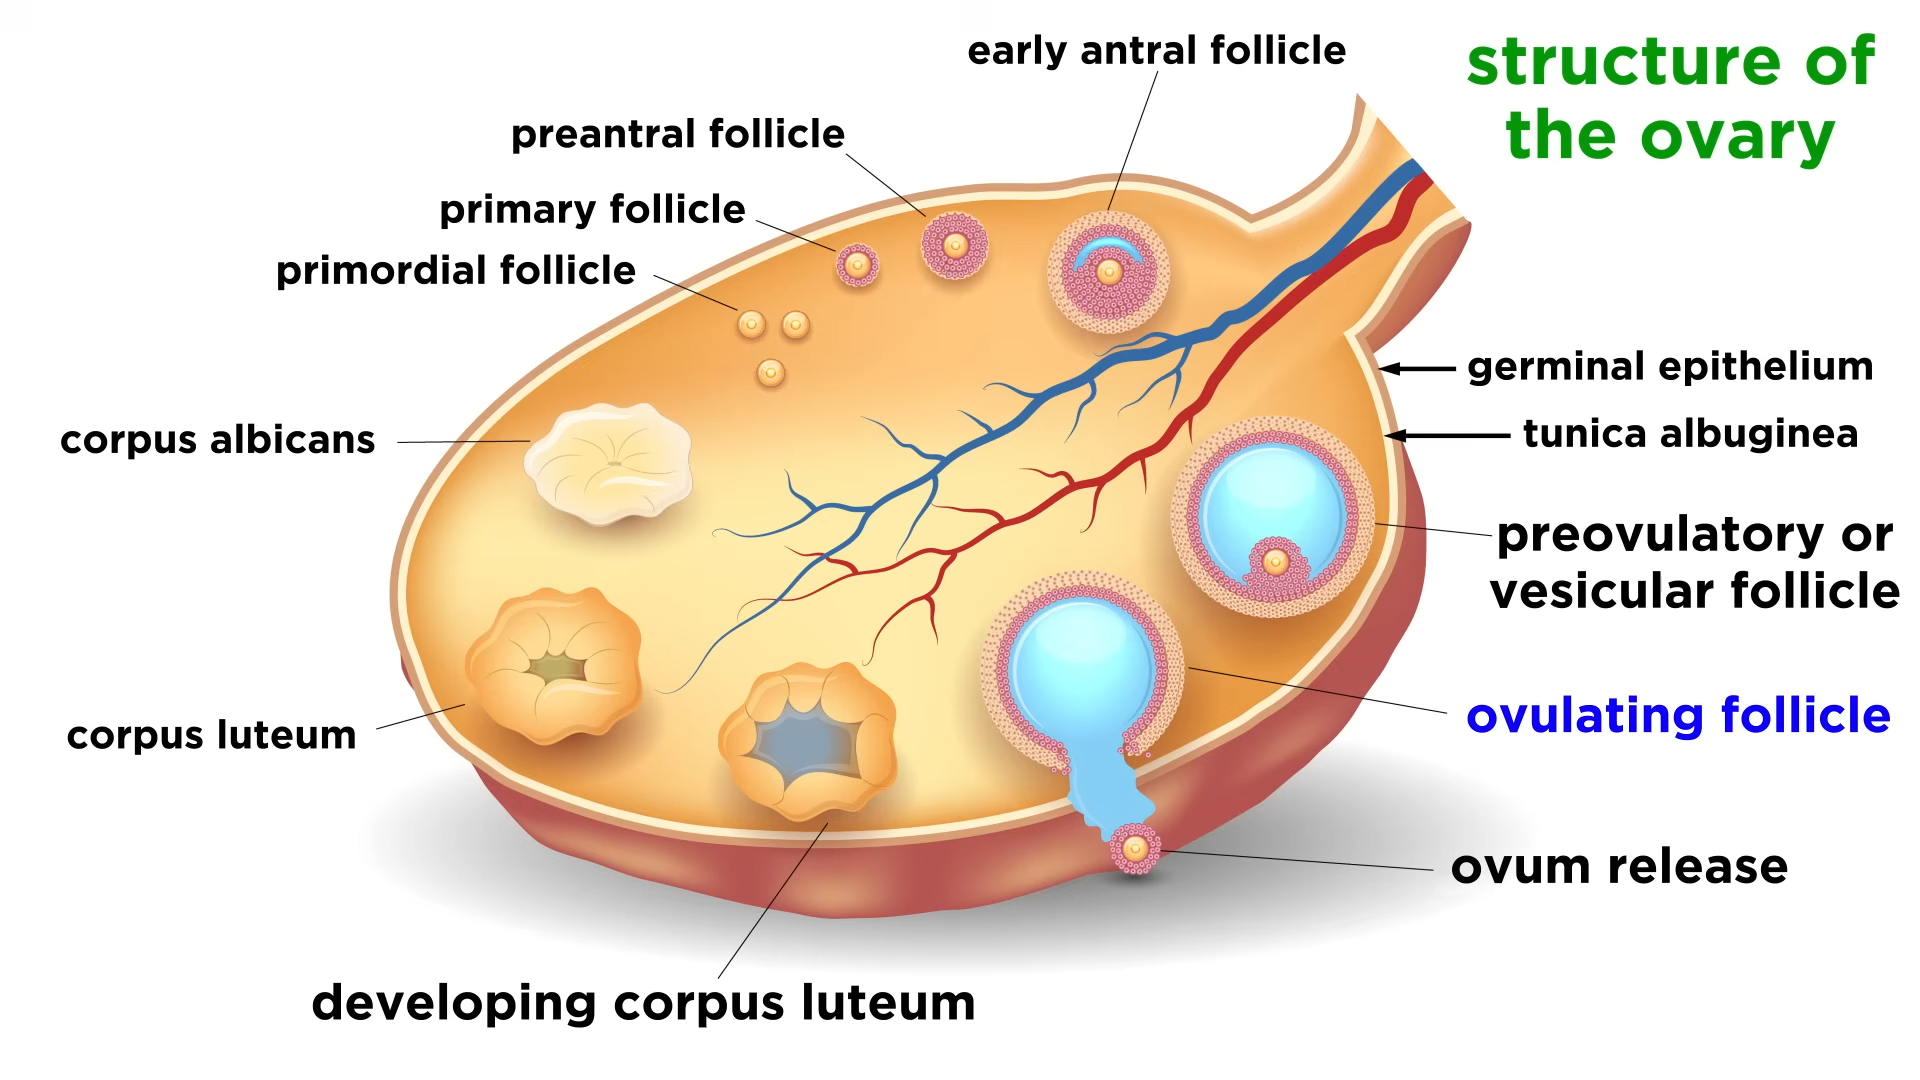 structure of
the ovary
early antral follicle
preantral follicle
primary follicle
primordial follicle
germinal epithelium
corpus albicans
tunica albuginea
preovulatory or
vesicular follicle
ovulating follicle
corpus luteum
ovum release
developing corpus luteum